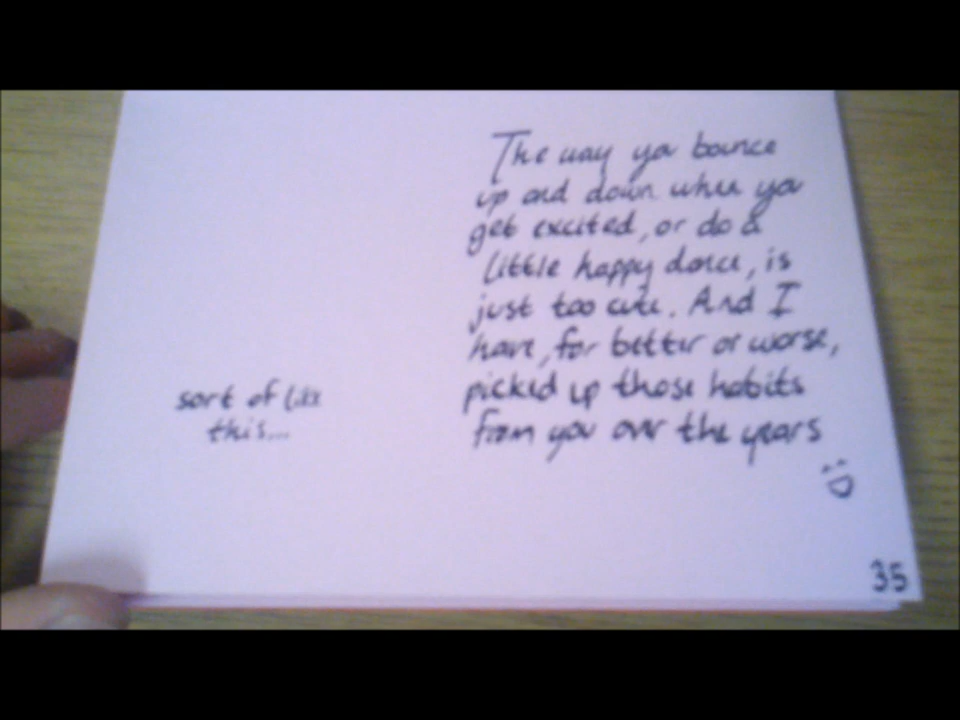 The way you bounce
up and down when you
get excited, or do a
little happy dance, is
just too cute. And I
have, for better or worse,
picked up those habits
from you over the years
sort of like
this...
35